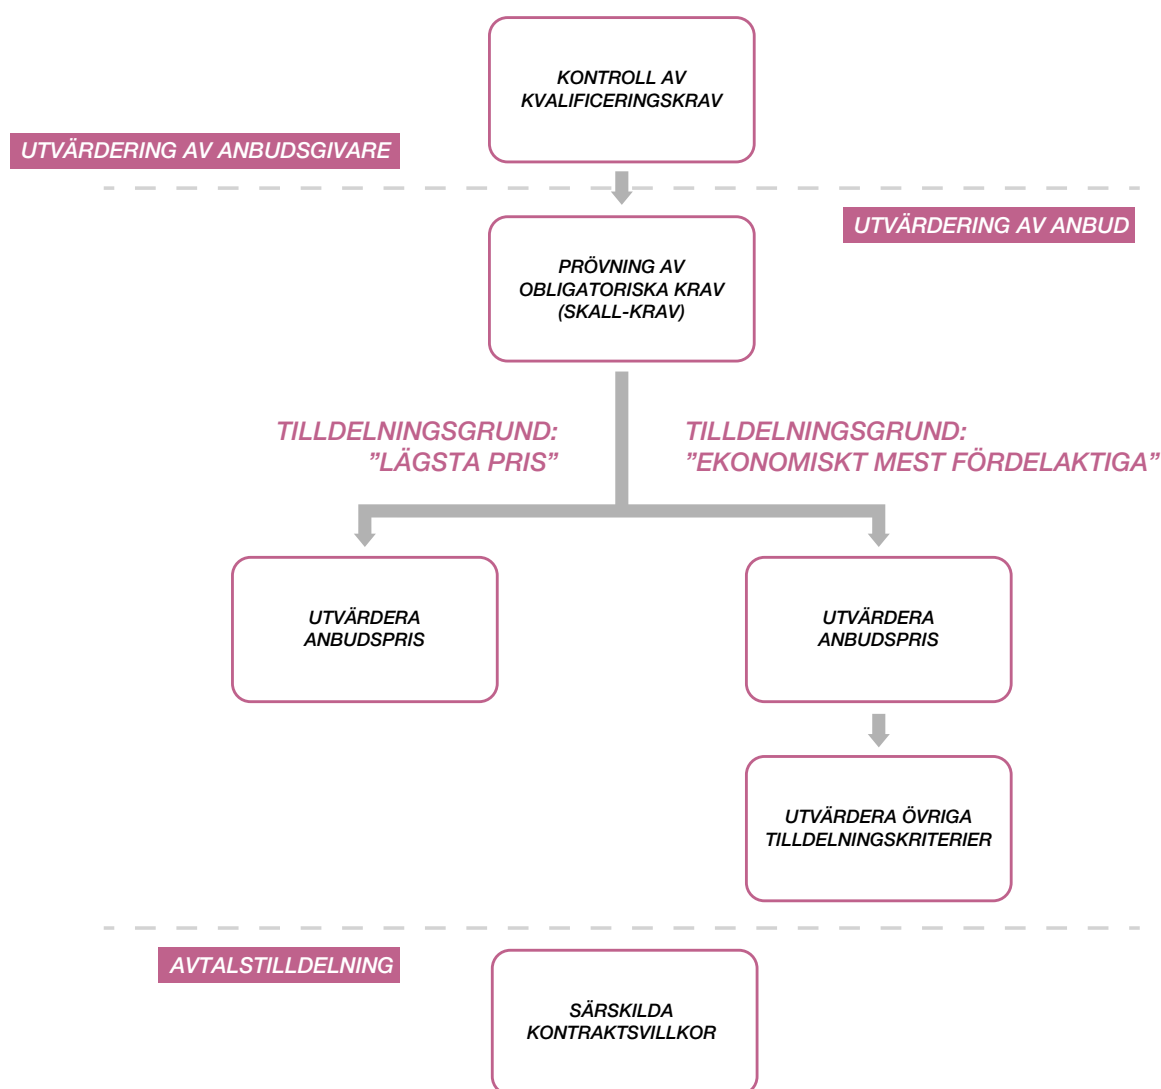 KONTROLL AV
KVALIFICERINGSKRAV
UTVÄRDERING AV ANBUDSGIVARE
UTVÄRDERING AV ANBUD
PRÖVNING AV
OBLIGATORISKA KRAV
(SKALL-KRAV)
TILLDELNINGSGRUND:
”LÄGSTA PRIS”
TILLDELNINGSGRUND:
”EKONOMISKT MEST FÖRDELAKTIGA”
UTVÄRDERA
ANBUDSPRIS
UTVÄRDERA
ANBUDSPRIS
UTVÄRDERA ÖVRIGA
TILLDELNINGSKRITERIER
AVTALSTILLDELNING
SÄRSKILDA
KONTRAKTSVILLKOR